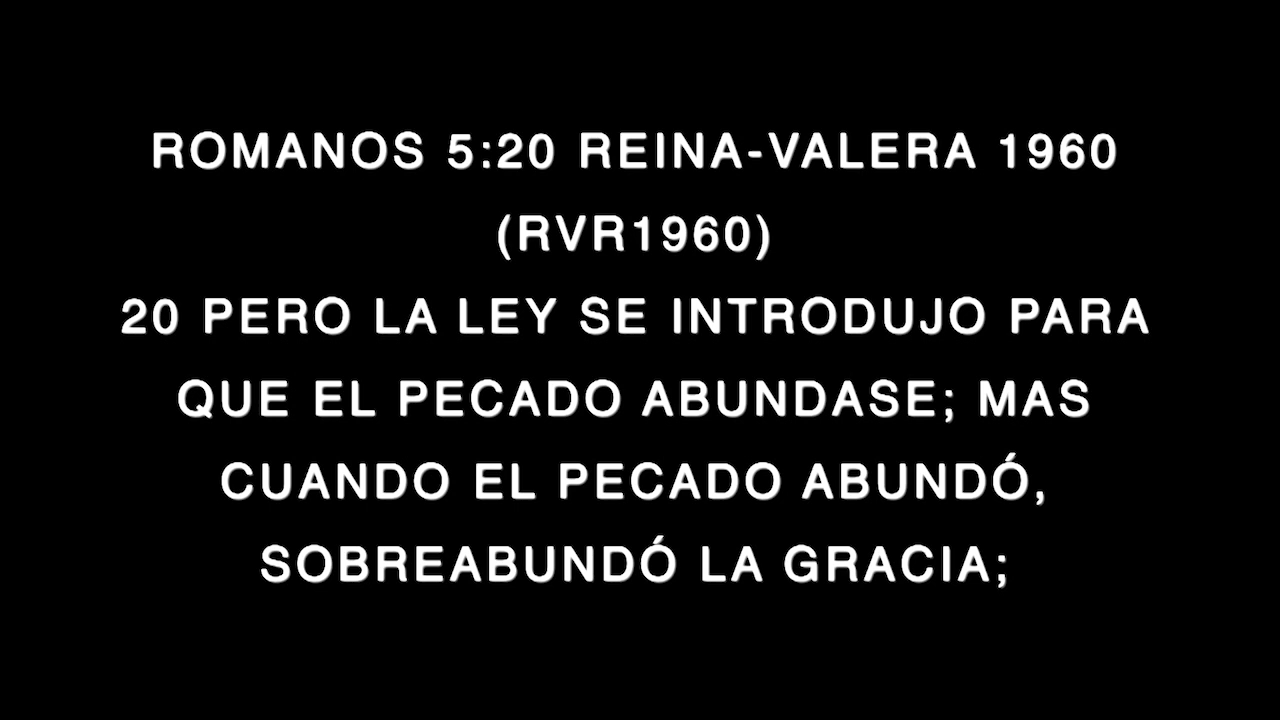 ROMANOS 5:20 REINA-VALERA 1960
(RVR1960)
20 PERO LA LEY SE INTRODUJO PARA
QUE EL PECADO ABUNDASE; MAS
CUANDO EL PECADO ABUNDÓ,
SOBREABUNDÓ LA GRACIA;